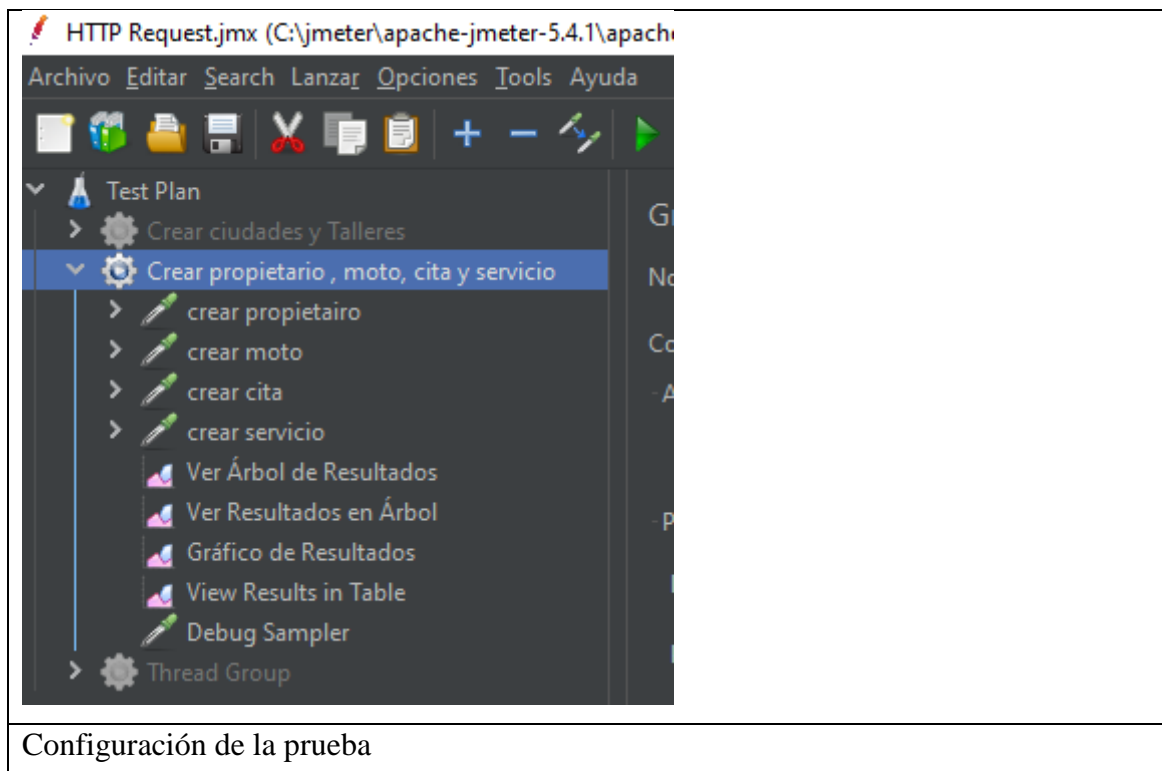 HTTP Request.jmx (C:\jmeter\apache-jmeter-5.4.1\apach
Archivo Editar Search Lanzar Opciones Tools Ayuda
Test Plan
Crear ciudades y Talleres
Crear propietario , moto, cita y servicio
crear propietairo
crear moto
crear cita
crear servicio
Ver Árbol de Resultados
Ver Resultados en Árbol
Gráfico de Resultados
View Results in Table
Debug Sampler
Thread Group
Configuración de la prueba